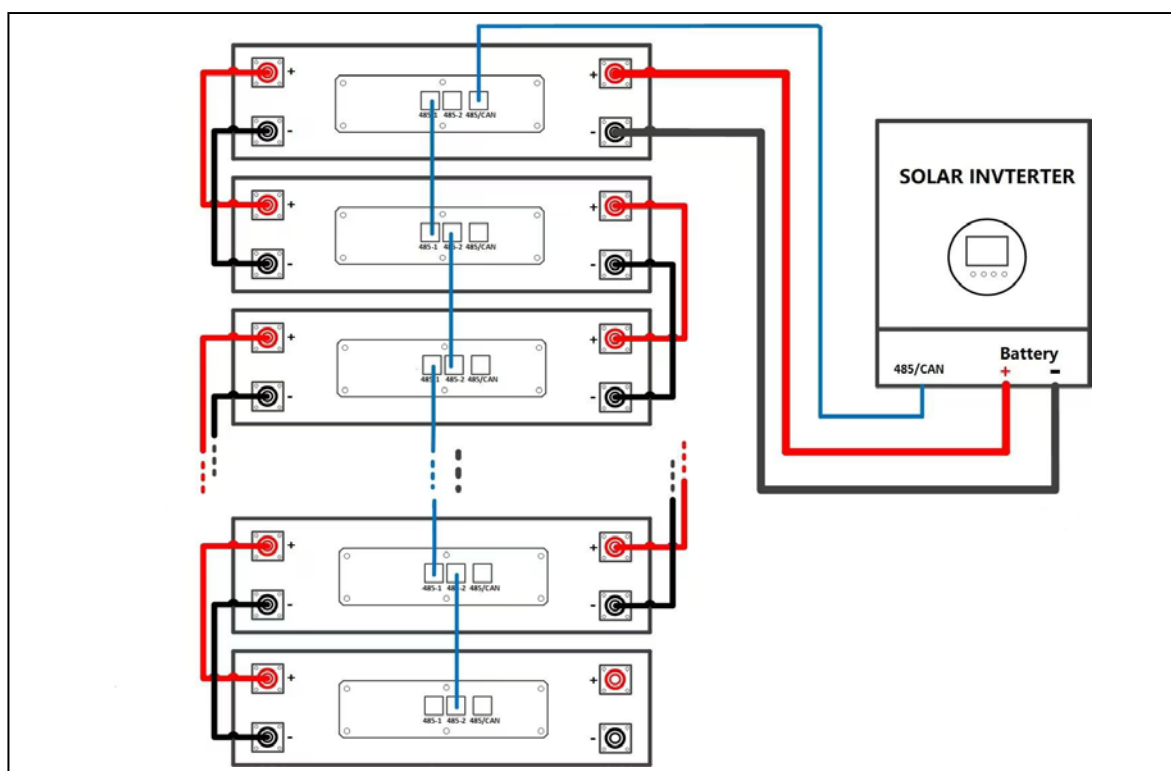 + +
485-1 485-2 485/CAN
- -
SOLAR INVTERTER
+ +
485-1 485-2 485/CAN
- -
+ +
485-1 485-2 485/CAN
- -
Battery
485/CAN + -
+ +
485-1 485-2 485/CAN
- -
+ +
485-1 485-2 485/CAN
- -